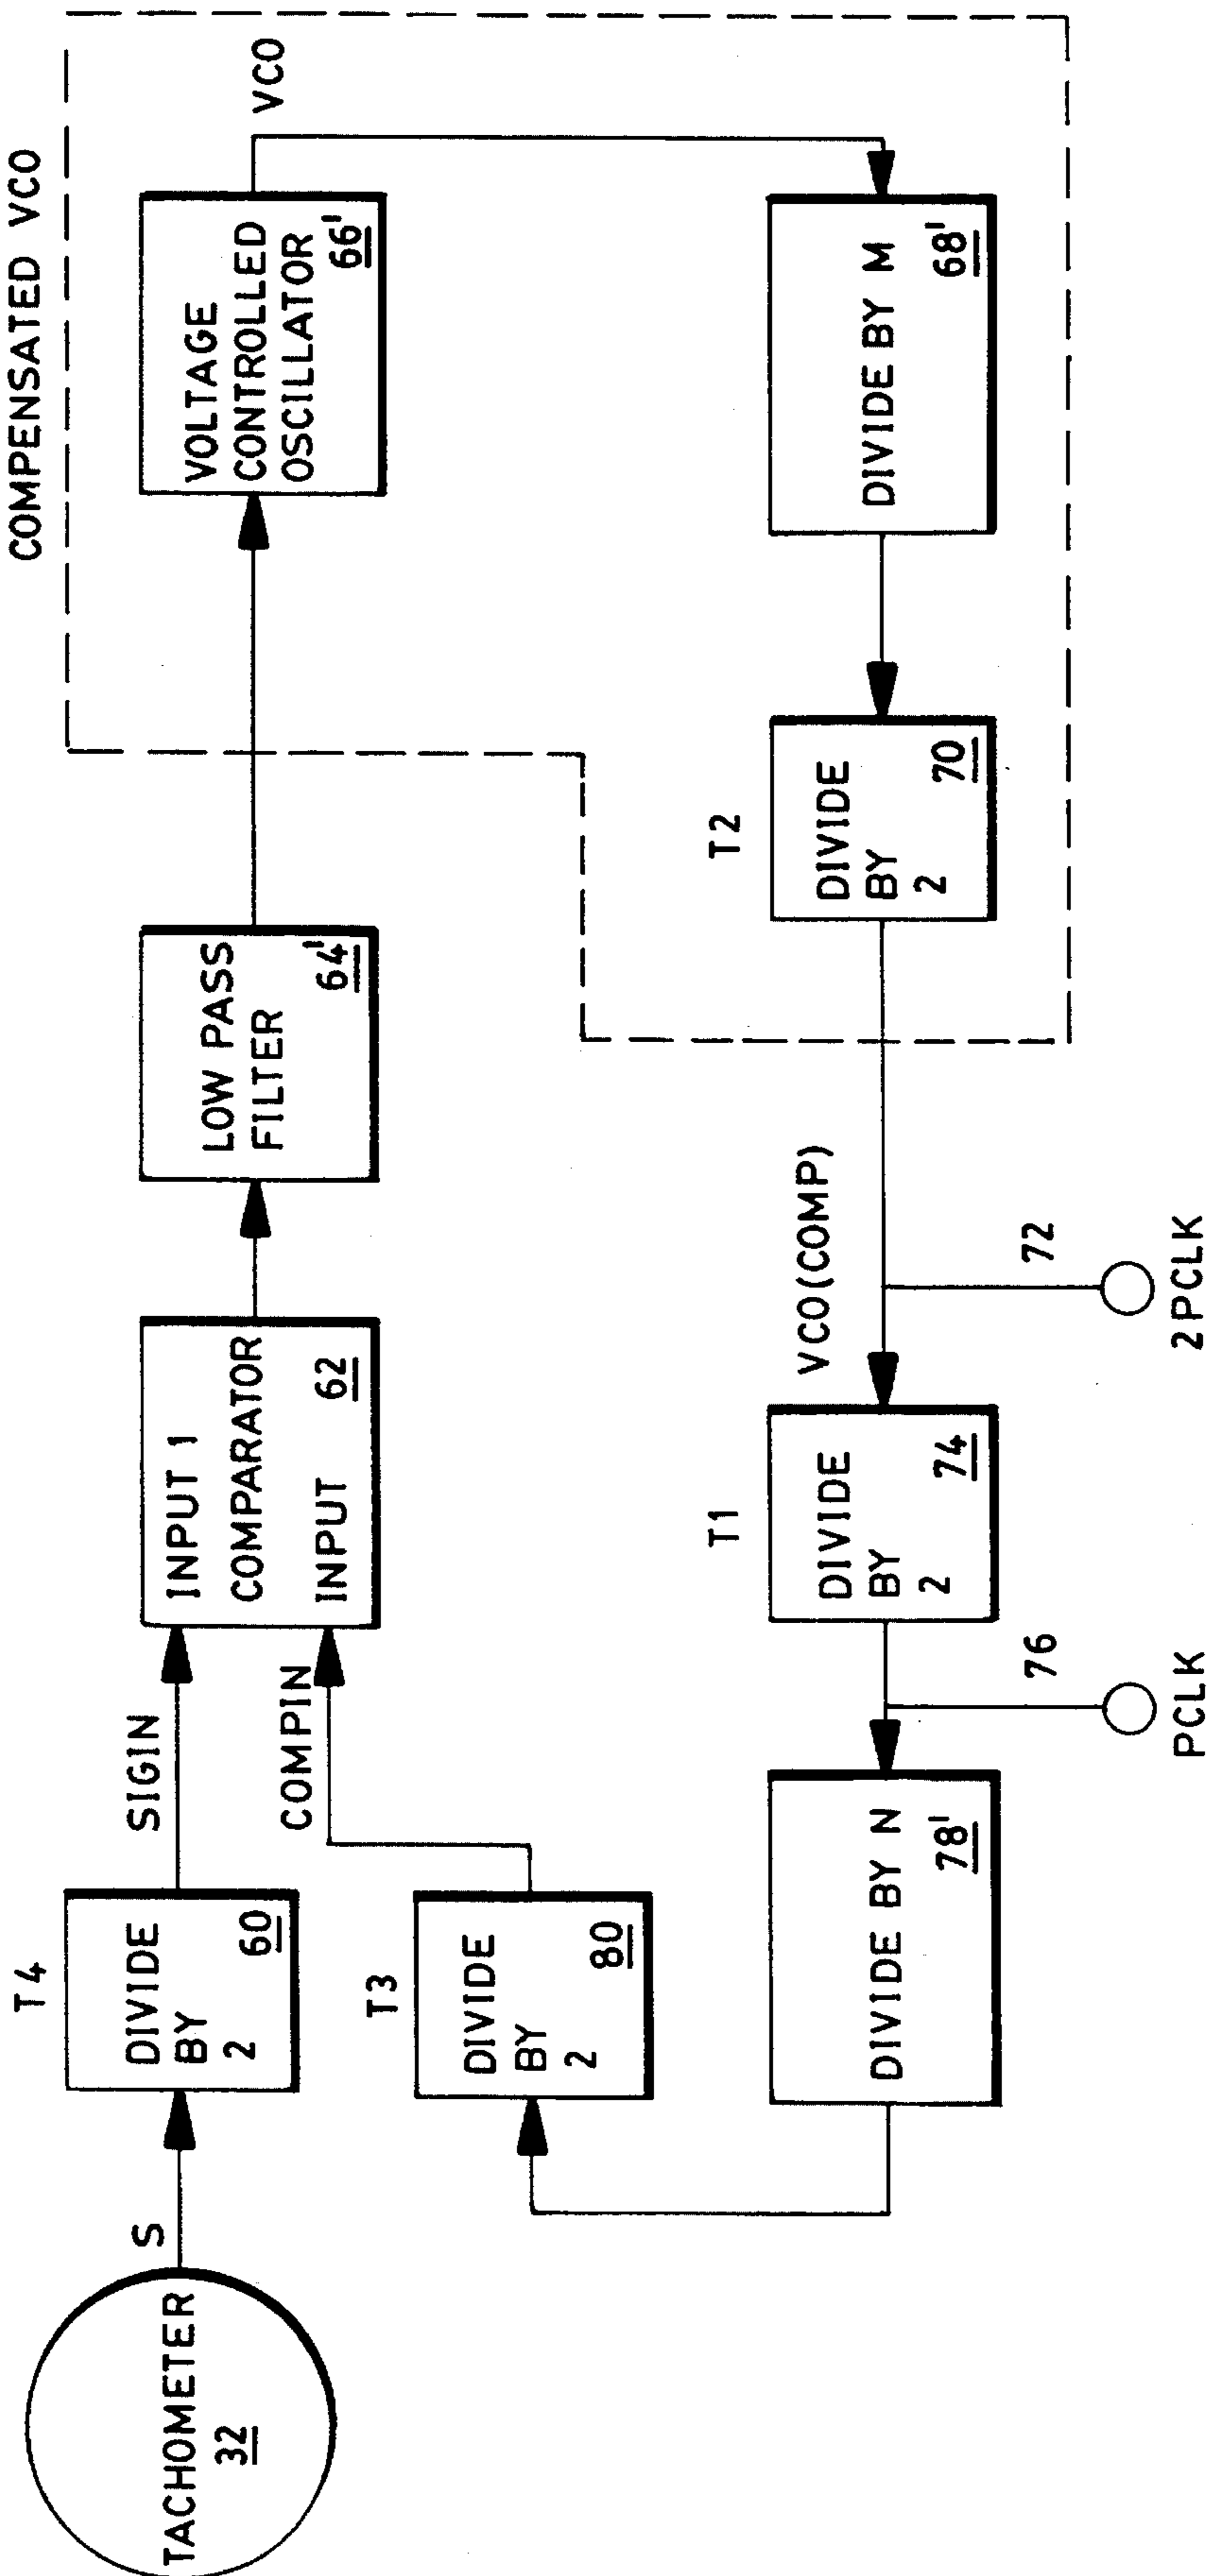 COMPENSATED VCO
T4
TACHOMETER
32
S
DIVIDE
BY
2
60
SIGIN
INPUT 1
COMPARATOR
INPUT
62
LOW PASS
FILTER
64'
VOLTAGE
CONTROLLED
OSCILLATOR
66'
VCO
COMPIN
T3
DIVIDE
BY
2
80
T1
T2
DIVIDE BY N
78'
DIVIDE
BY
2
74
VCO(COMP)
DIVIDE
BY
2
70
DIVIDE BY M
68'
76
PCLK
72
2PCLK